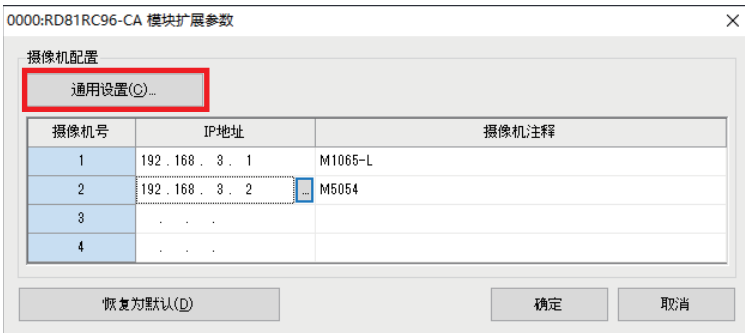 0000:RD81RC96-CA 模块扩展参数
摄像机配置
通用设置(C)...
摄像机号 IP地址 摄像机注释
1 192 . 168 . 3 . 1 M1065-L
2 192 . 168 . 3 . 2 ... M5054
3 . . .
4 . . .
恢复为默认(D) 确定 取消